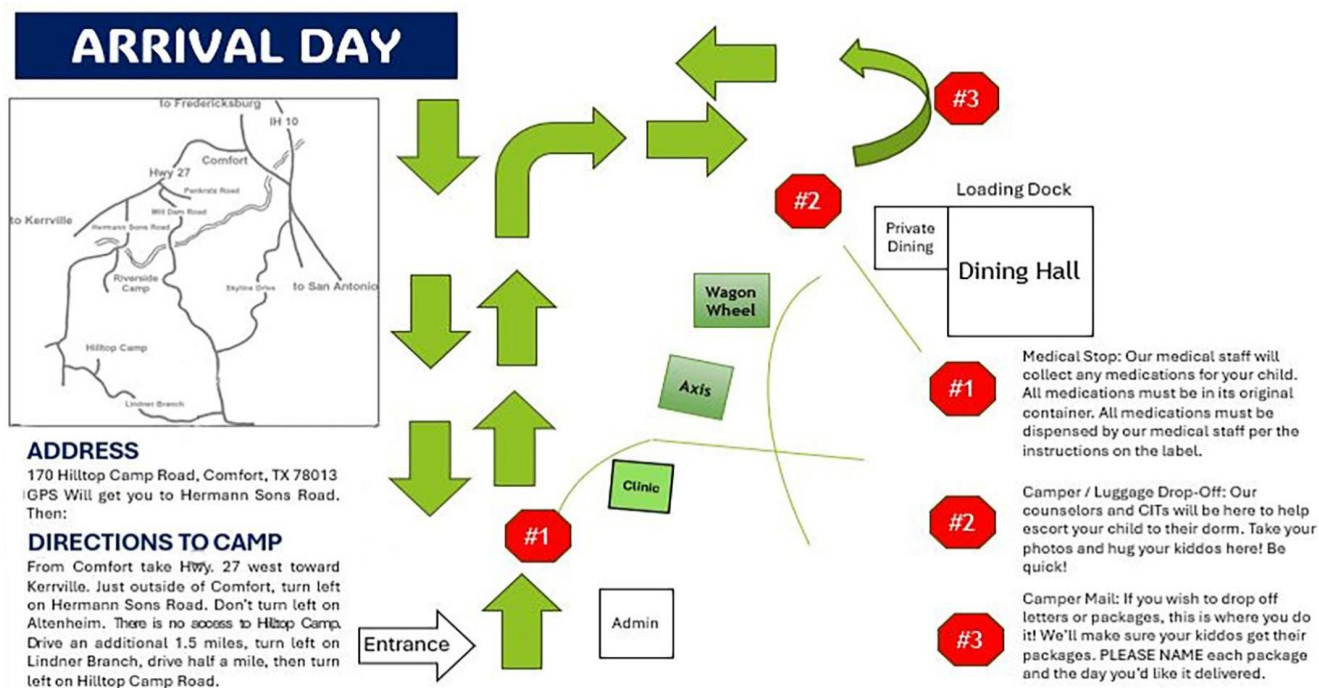 ARRIVAL DAY
to Fredericksburg
IH 10
Comfort
Hwy 27
Pankratz Road
to Kerrville
Mill Dam Road
Hermann Sons Road
Riverside
Camp
Skyline Drive
to San Antonio
Hilltop Camp
Lindner Branch
ADDRESS
170 Hilltop Camp Road, Comfort, TX 78013
GPS Will get you to Hermann Sons Road.
Then:
DIRECTIONS TO CAMP
From Comfort take Hwy. 27 west toward
Kerrville. Just outside of Comfort, turn left
on Hermann Sons Road. Don't turn left on
Altenheim. There is no access to Hilltop Camp.
Drive an additional 1.5 miles, turn left on
Lindner Branch, drive half a mile, then turn
left on Hilltop Camp Road.
Entrance
#1
Admin
Clinic
Axis
Wagon
Wheel
#2
#3
Loading Dock
Private
Dining
Dining Hall
#1
Medical Stop: Our medical staff will
collect any medications for your child.
All medications must be in its original
container. All medications must be
dispensed by our medical staff per the
instructions on the label.
#2
Camper / Luggage Drop-Off: Our
counselors and CITs will be here to help
escort your child to their dorm. Take your
photos and hug your kiddos here! Be
quick!
#3
Camper Mail: If you wish to drop off
letters or packages, this is where you do
it! We'll make sure your kiddos get their
packages. PLEASE NAME each package
and the day you'd like it delivered.